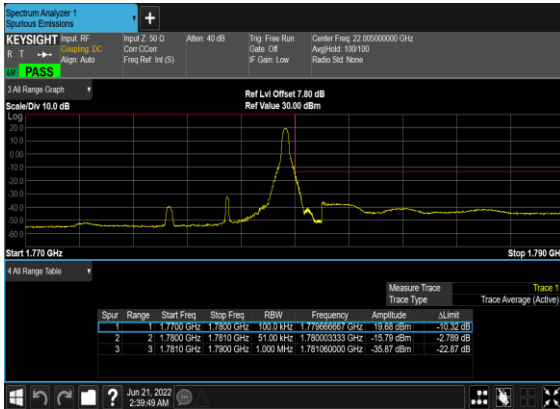 Spectrum Analyzer 1
Spurious Emissions
KEYSIGHT
R T
LXI PASS
Input: RF
Coupling: DC
Align: Auto
Input Z: 50 Ω
Corr CCorr
Freq Ref: Int (S)
Atten: 40 dB
Trig: Free Run
Gate: Off
IF Gain: Low
Center Freq: 22.005000000 GHz
Avg|Hold: 100/100
Radio Std: None
3 All Range Graph
Scale/Div 10.0 dB
Ref Lvl Offset 7.80 dB
Ref Value 30.00 dBm
Log
20.0
10.0
0.00
-10.0
-20.0
-30.0
-40.0
-50.0
-60.0
Start 1.770 GHz
Stop 1.790 GH
4 All Range Table
Measure Trace Trace 1
Trace Type Trace Average (Active)
Spur Range Start Freq Stop Freq RBW Frequency Amplitude ΔLimit
1 1 1.7700 GHz 1.7800 GHz 100.0 kHz 1.779666667 GHz 19.68 dBm -10.32 dB
2 2 1.7800 GHz 1.7810 GHz 51.00 kHz 1.780003333 GHz -15.79 dBm -2.789 dB
3 3 1.7810 GHz 1.7900 GHz 1.000 MHz 1.781060000 GHz -35.87 dBm -22.87 dB
Jun 21, 2022
2:39:49 AM